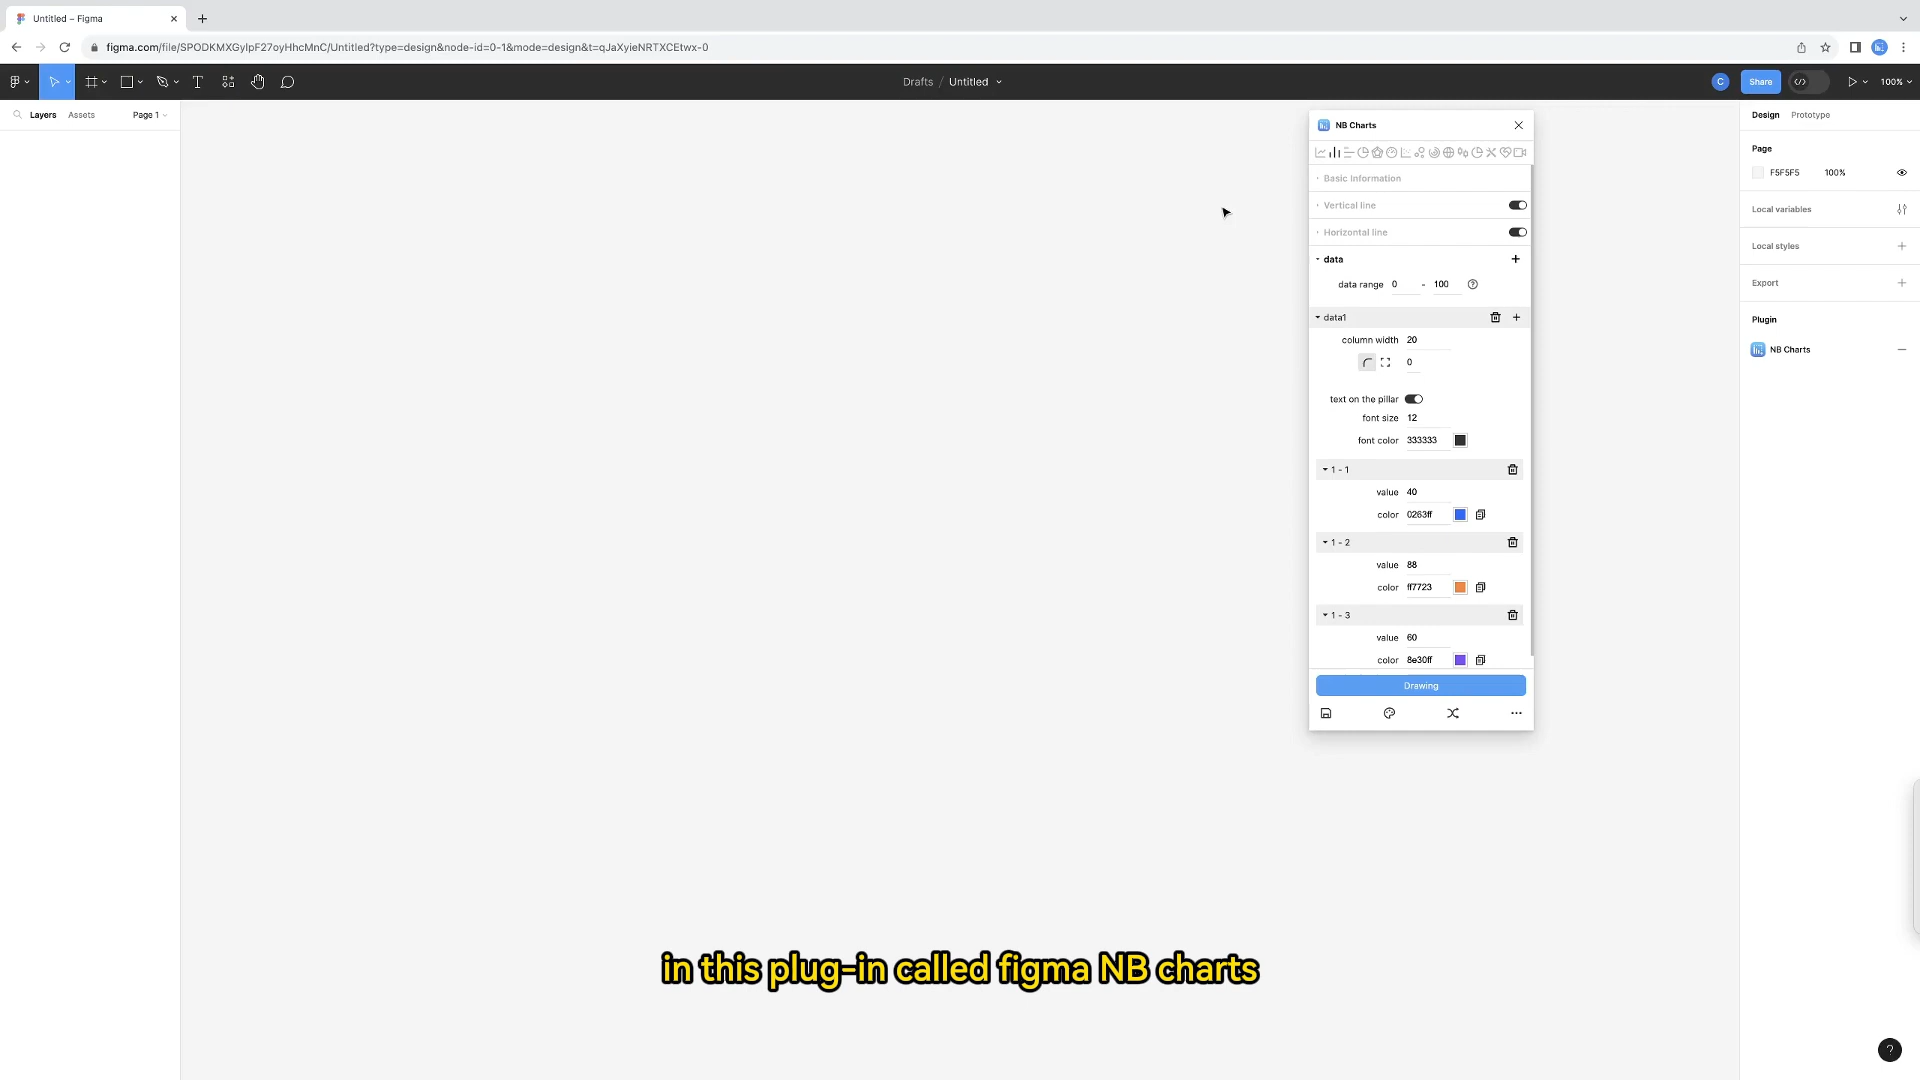 Untitled – Figma
figma.com/file/SPODKMXGylpF27oyHhcMnC/Untitled?type=design&node-id=0-1&mode=design&t=qJaXyieNRTXCEtwx-0
Drafts / Untitled
C
Share
100%
Layers
Assets
Page 1
Design
Prototype
Page
F5F5F5
100%
Local variables
Local styles
Export
Plugin
NB Charts
NB Charts
Basic Information
Vertical line
Horizontal line
data
data range 0 - 100
data1
column width 20
0
text on the pillar
font size 12
font color 333333
1 - 1
value 40
color 0263ff
1 - 2
value 88
color ff7723
1 - 3
value 60
color 8e30ff
Drawing
in this plug-in called figma NB charts
?